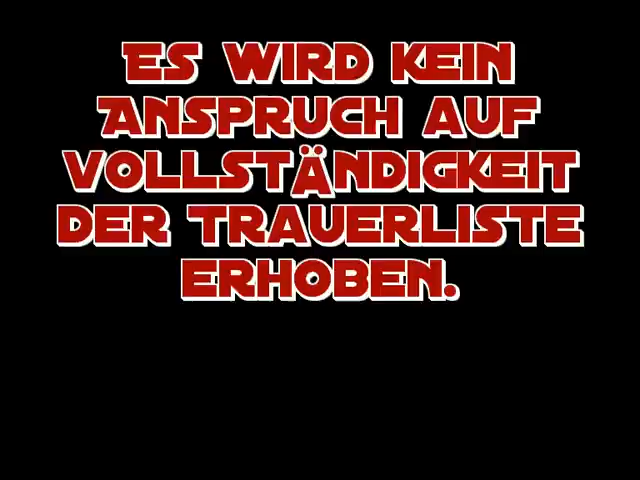 Es wird kein
Anspruch auf
Vollständigkeit
der Trauerliste
erhoben.